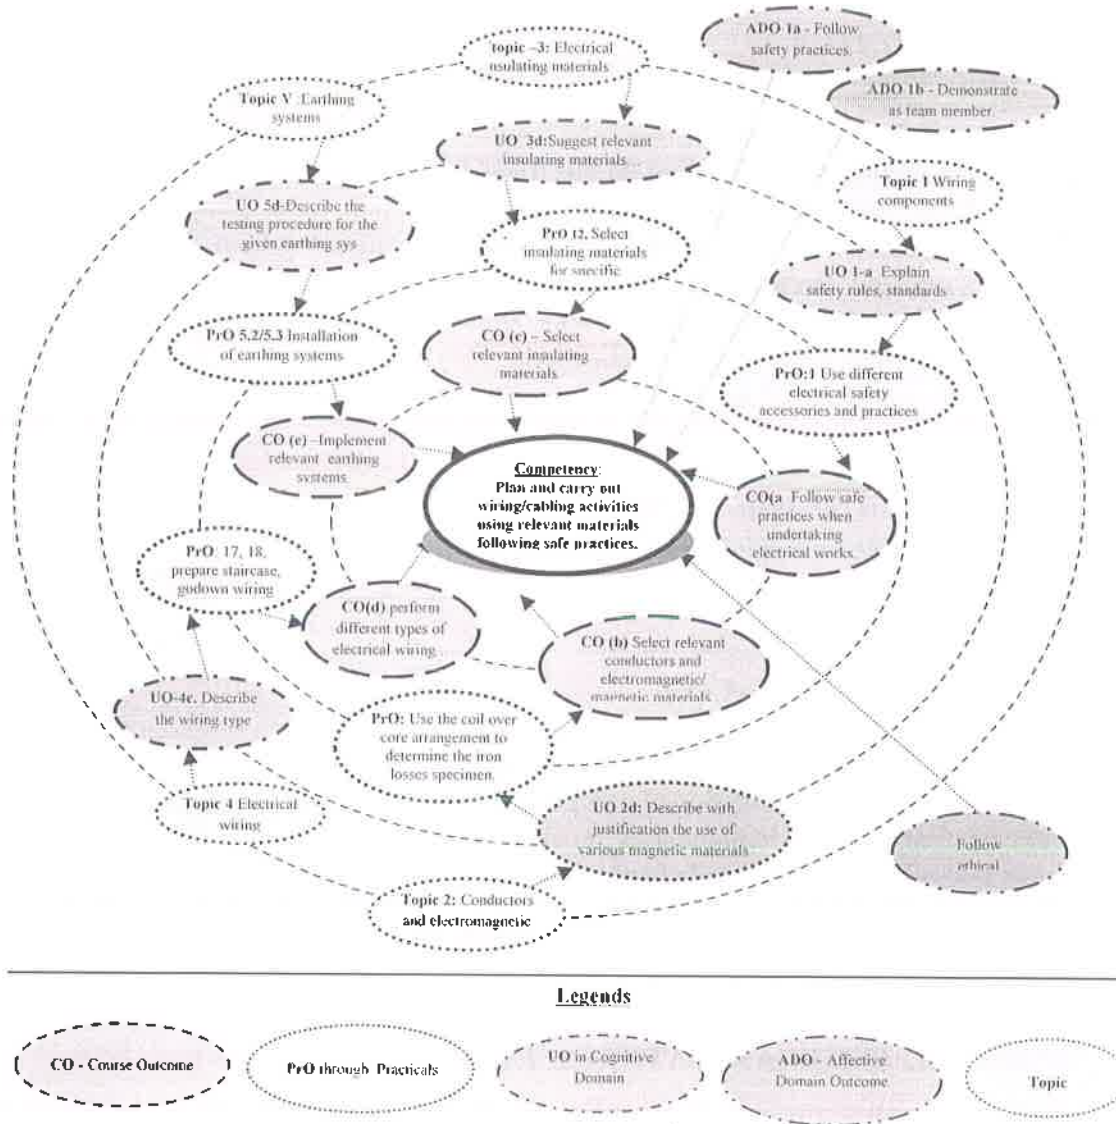 topic –3: Electrical
nsulating materials
ADO 1a - Follow
safety practices.
ADO 1b - Demonstrate
as team member.
Topic V Earthing
systems
UO 3d:Suggest relevant
insulating materials...
Topic I Wiring
components
UO 5d-Describe the
testing procedure for the
given earthing sys
PrO 12. Select
insulating materials
for specific
UO 1-a Explain
safety rules, standards
PrO 5.2/5.3 Installation
of earthing systems
CO (c) – Select
relevant insulating
materials.
PrO:1 Use different
electrical safety
accessories and practices
CO (e) –Implement
relevant earthing
systems.
Competency:
Plan and carry out
wiring/cabling activities
using relevant materials
following safe practices.
CO(a Follow safe
practices when
undertaking
electrical works.
PrO: 17, 18,
prepare staircase,
godown wiring
CO(d) perform
different types of
electrical wiring
CO (b) Select relevant
conductors and
electromagnetic/
magnetic materials
UO-4c. Describe
the wiring type
PrO: Use the coil over
core arrangement to
determine the iron
losses specimen.
Topic 4 Electrical
wiring
UO 2d: Describe with
justification the use of
various magnetic materials
Follow
ethical
Topic 2: Conductors
and electromagnetic
Legends
CO - Course Outcome
PrO through Practicals
UO in Cognitive
Domain
ADO - Affective
Domain Outcome
Topic